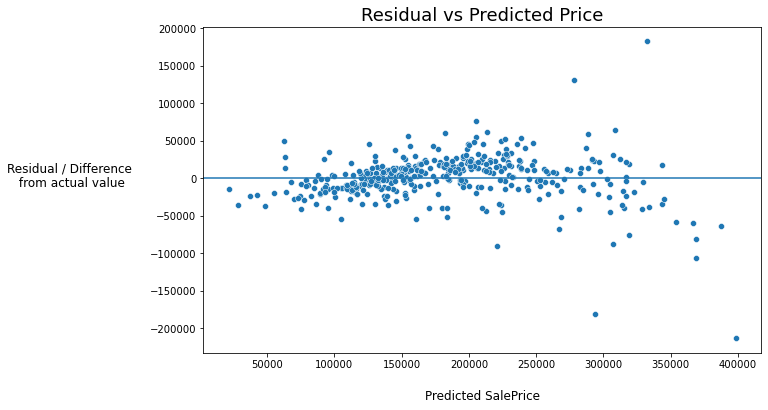 Residual vs Predicted Price
200000
150000
100000
50000
0
−50000
−100000
−150000
−200000
Residual / Difference
from actual value
50000 100000 150000 200000 250000 300000 350000 400000
Predicted SalePrice